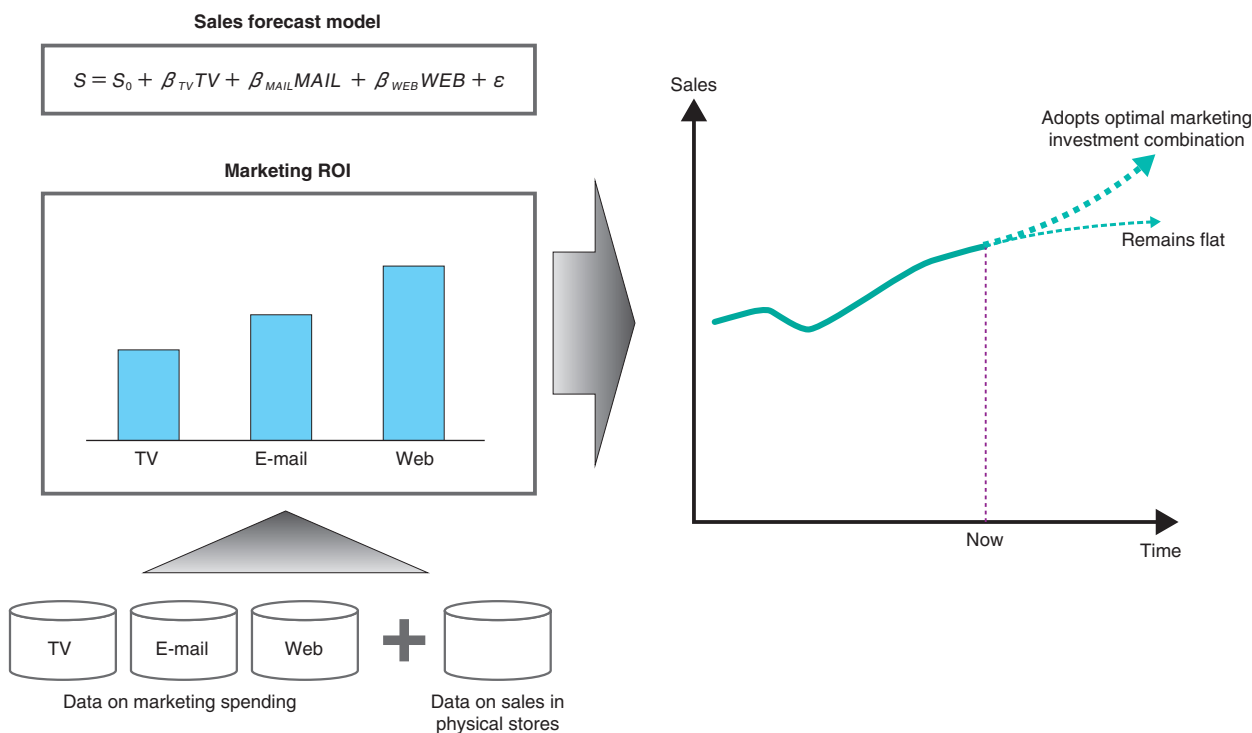 Sales forecast model
S = S₀ + β_TV TV + β_MAIL MAIL + β_WEB WEB + ε
Marketing ROI
TV
E-mail
Web
TV
E-mail
Web
Data on marketing spending
Data on sales in
physical stores
Sales
Adopts optimal marketing
investment combination
Remains flat
Now
Time